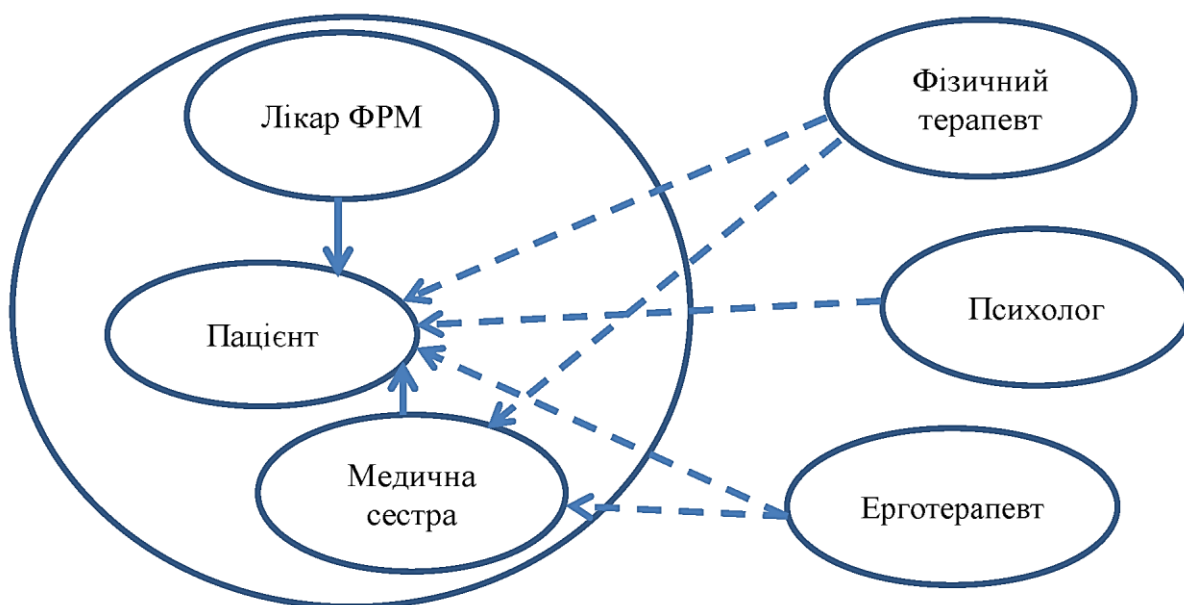 Лікар ФРМ
Фізичний
терапевт
Пацієнт
Психолог
Медична
сестра
Ерготерапевт